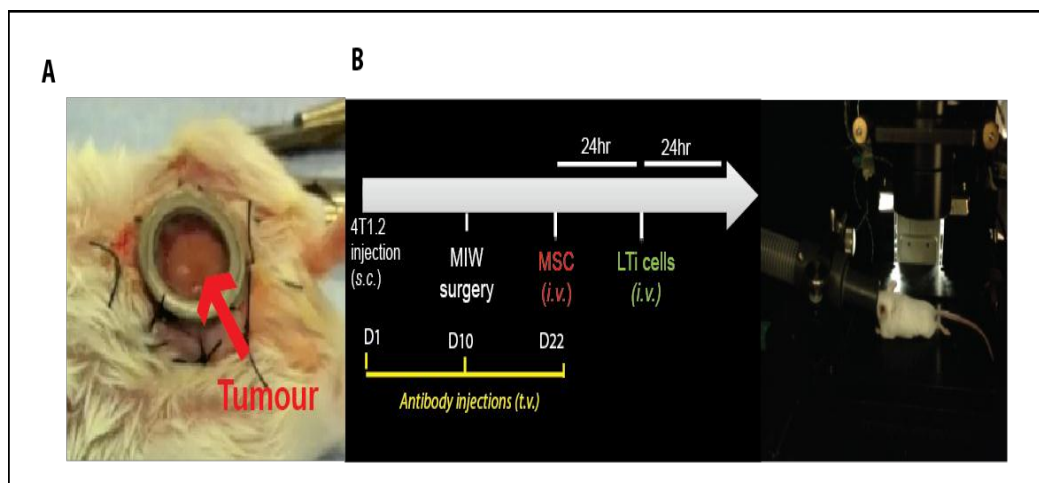 A
B
24hr
24hr
4T1.2
injection
(s.c.)
MIW
surgery
MSC
(i.v.)
LTi cells
(i.v.)
D1
D10
D22
Antibody injections (t.v.)
Tumour